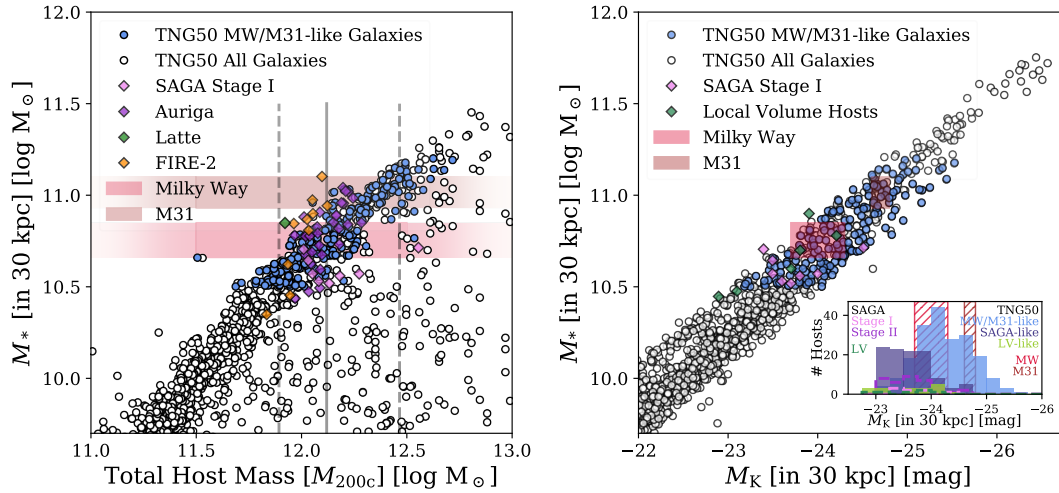 12.0
11.5
11.0
10.5
10.0
M* [in 30 kpc] [log M⊙]
TNG50 MW/M31-like Galaxies
TNG50 All Galaxies
SAGA Stage I
Auriga
Latte
FIRE-2
Milky Way
M31
11.0 11.5 12.0 12.5 13.0
Total Host Mass [M200c] [log M⊙]
12.0
11.5
11.0
10.5
10.0
M* [in 30 kpc] [log M⊙]
TNG50 MW/M31-like Galaxies
TNG50 All Galaxies
SAGA Stage I
Local Volume Hosts
Milky Way
M31
−22 −23 −24 −25 −26
MK [in 30 kpc] [mag]
# Hosts
40
20
0
SAGA
Stage I
Stage II
LV
TNG50
MW/M31-like
SAGA-like
LV-like
MW
M31
−23 −24 −25 −26
MK [in 30 kpc] [mag]